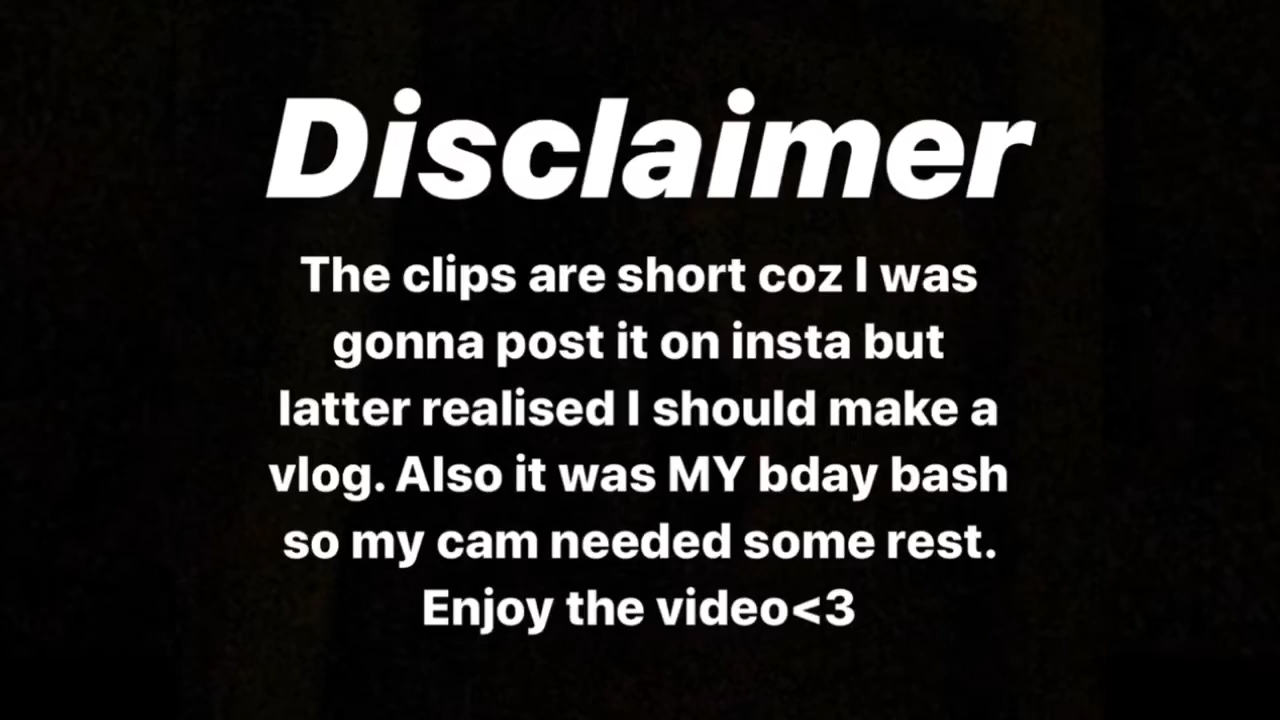 Disclaimer
The clips are short coz I was
gonna post it on insta but
latter realised I should make a
vlog. Also it was MY bday bash
so my cam needed some rest.
Enjoy the video<3